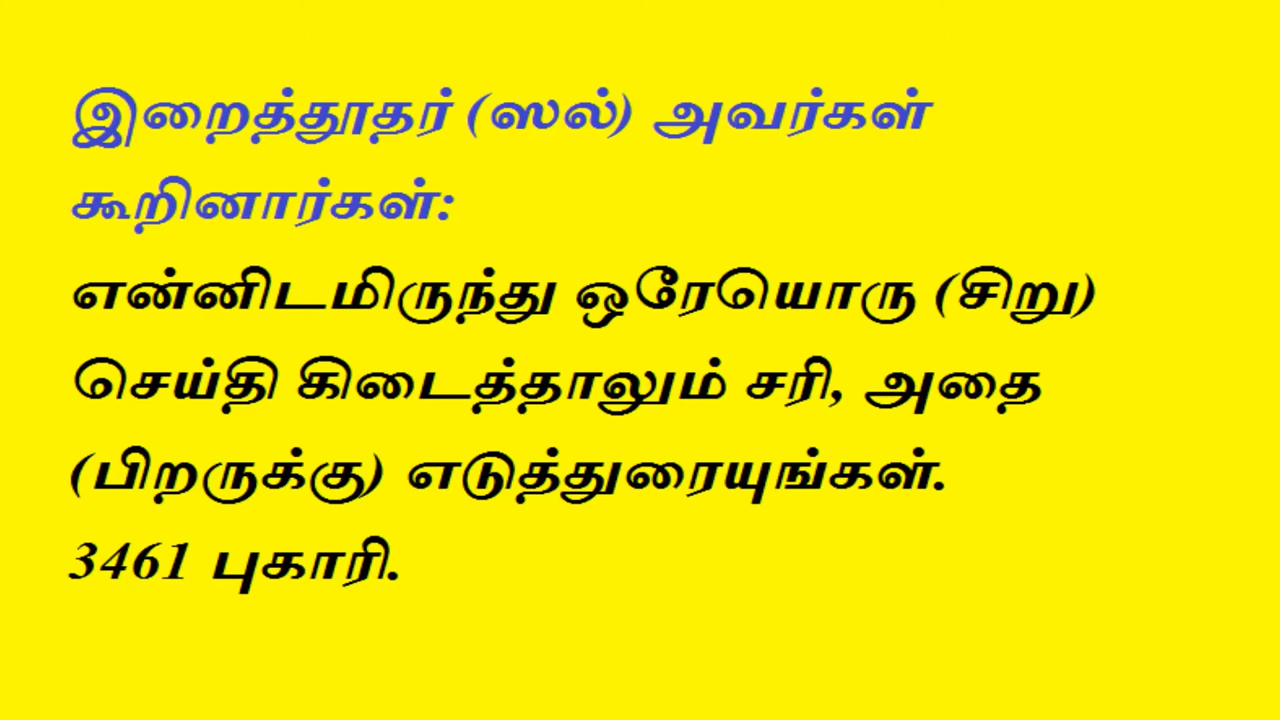 இறைத்தூதர் (ஸல்) அவர்கள்
கூறினார்கள்:
என்னிடமிருந்து ஒரேயொரு (சிறு)
செய்தி கிடைத்தாலும் சரி, அதை
(பிறருக்கு) எடுத்துரையுங்கள்.
3461 புகாரி.